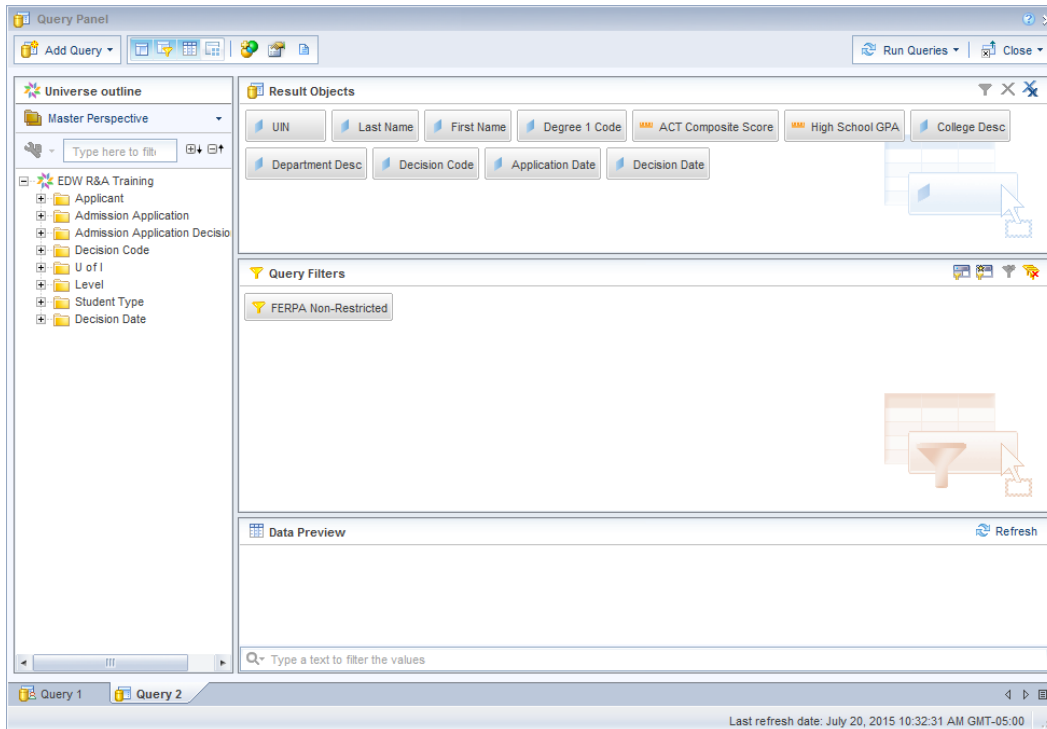 Query Panel
Add Query
Run Queries
Close
Universe outline
Master Perspective
Type here to filt
EDW R&A Training
Applicant
Admission Application
Admission Application Decisio
Decision Code
U of I
Level
Student Type
Decision Date
Result Objects
UIN Last Name First Name Degree 1 Code ACT Composite Score High School GPA College Desc
Department Desc Decision Code Application Date Decision Date
Query Filters
FERPA Non-Restricted
Data Preview
Refresh
Type a text to filter the values
Query 1 Query 2
Last refresh date: July 20, 2015 10:32:31 AM GMT-05:00